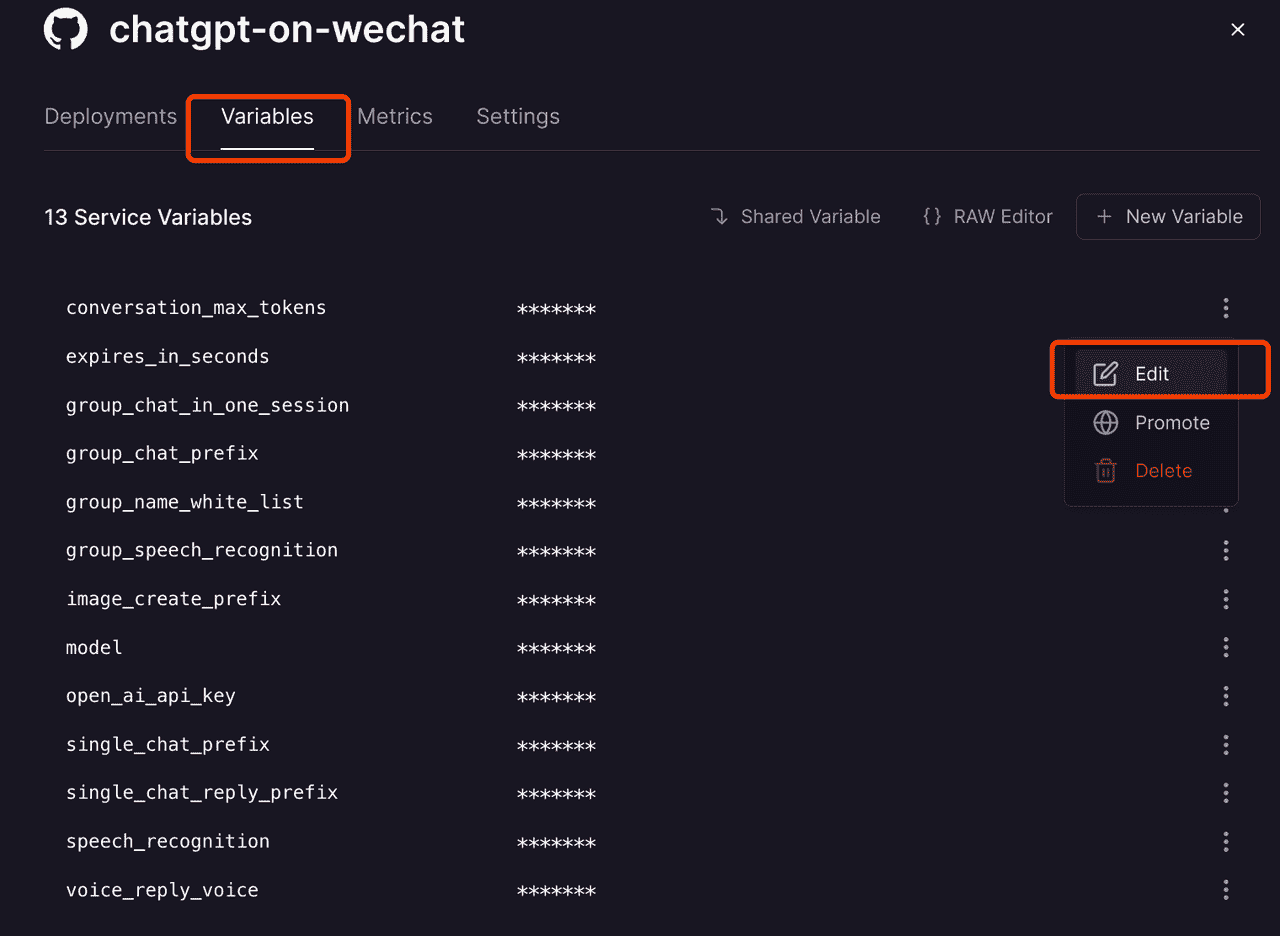 chatgpt-on-wechat
Deployments Variables Metrics Settings
13 Service Variables Shared Variable {} RAW Editor + New Variable
conversation_max_tokens *******
expires_in_seconds *******
Edit
group_chat_in_one_session *******
Promote
group_chat_prefix *******
Delete
group_name_white_list *******
group_speech_recognition *******
image_create_prefix *******
model *******
open_ai_api_key *******
single_chat_prefix *******
single_chat_reply_prefix *******
speech_recognition *******
voice_reply_voice *******